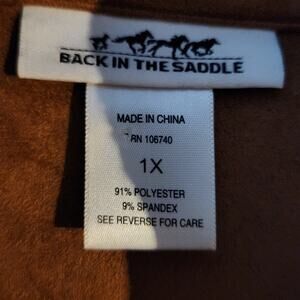 BACK IN THE SADDLE
MADE IN CHINA
RN 106740
1X
91% POLYESTER
9% SPANDEX
SEE REVERSE FOR CARE